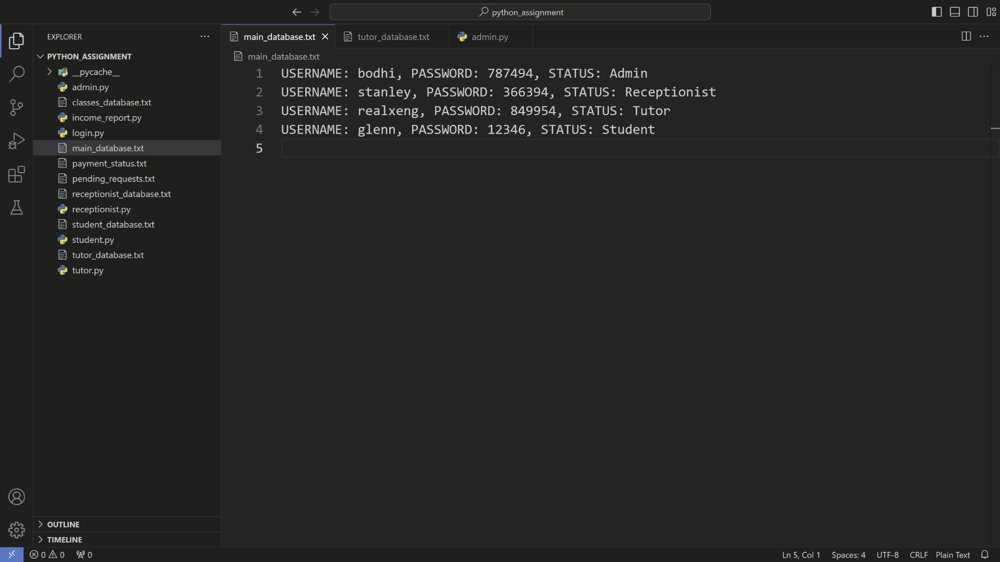 python_assignment
EXPLORER
PYTHON_ASSIGNMENT
__pycache__
admin.py
classes_database.txt
income_report.py
login.py
main_database.txt
payment_status.txt
pending_requests.txt
receptionist_database.txt
receptionist.py
student_database.txt
student.py
tutor_database.txt
tutor.py
OUTLINE
TIMELINE
main_database.txt
tutor_database.txt
admin.py
main_database.txt
1 USERNAME: bodhi, PASSWORD: 787494, STATUS: Admin
2 USERNAME: stanley, PASSWORD: 366394, STATUS: Receptionist
3 USERNAME: realxeng, PASSWORD: 849954, STATUS: Tutor
4 USERNAME: glenn, PASSWORD: 12346, STATUS: Student
5
0 0 0
Ln 5, Col 1 Spaces: 4 UTF-8 CRLF Plain Text